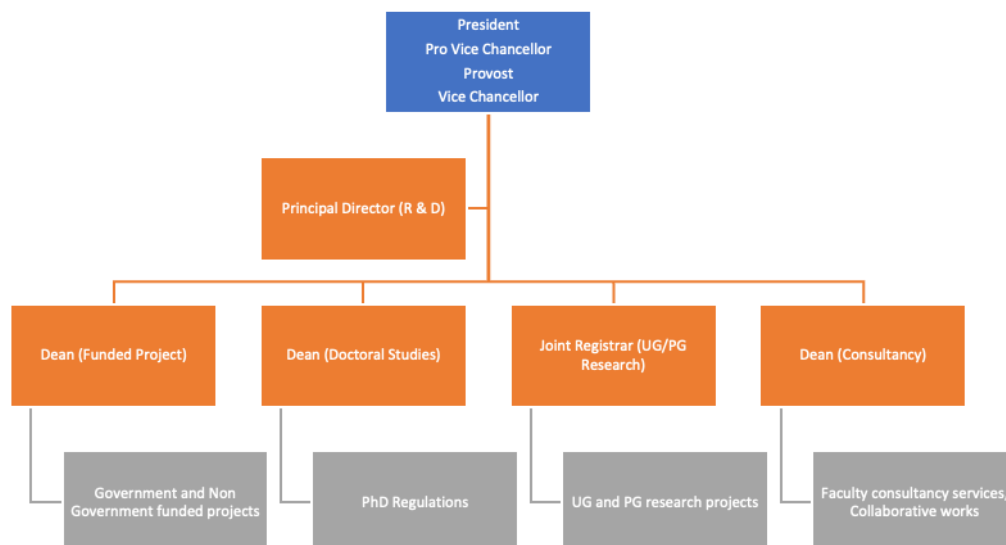 President
Pro Vice Chancellor
Provost
Vice Chancellor
Principal Director (R & D)
Dean (Funded Project)
Dean (Doctoral Studies)
Joint Registrar (UG/PG
Research)
Dean (Consultancy)
Government and Non
Government funded projects
PhD Regulations
UG and PG research projects
Faculty consultancy services,
Collaborative works